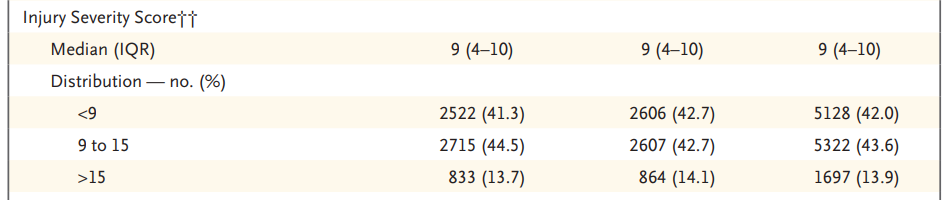 Injury Severity Score††
Median (IQR) 9 (4–10) 9 (4–10) 9 (4–10)
Distribution — no. (%)
<9 2522 (41.3) 2606 (42.7) 5128 (42.0)
9 to 15 2715 (44.5) 2607 (42.7) 5322 (43.6)
>15 833 (13.7) 864 (14.1) 1697 (13.9)